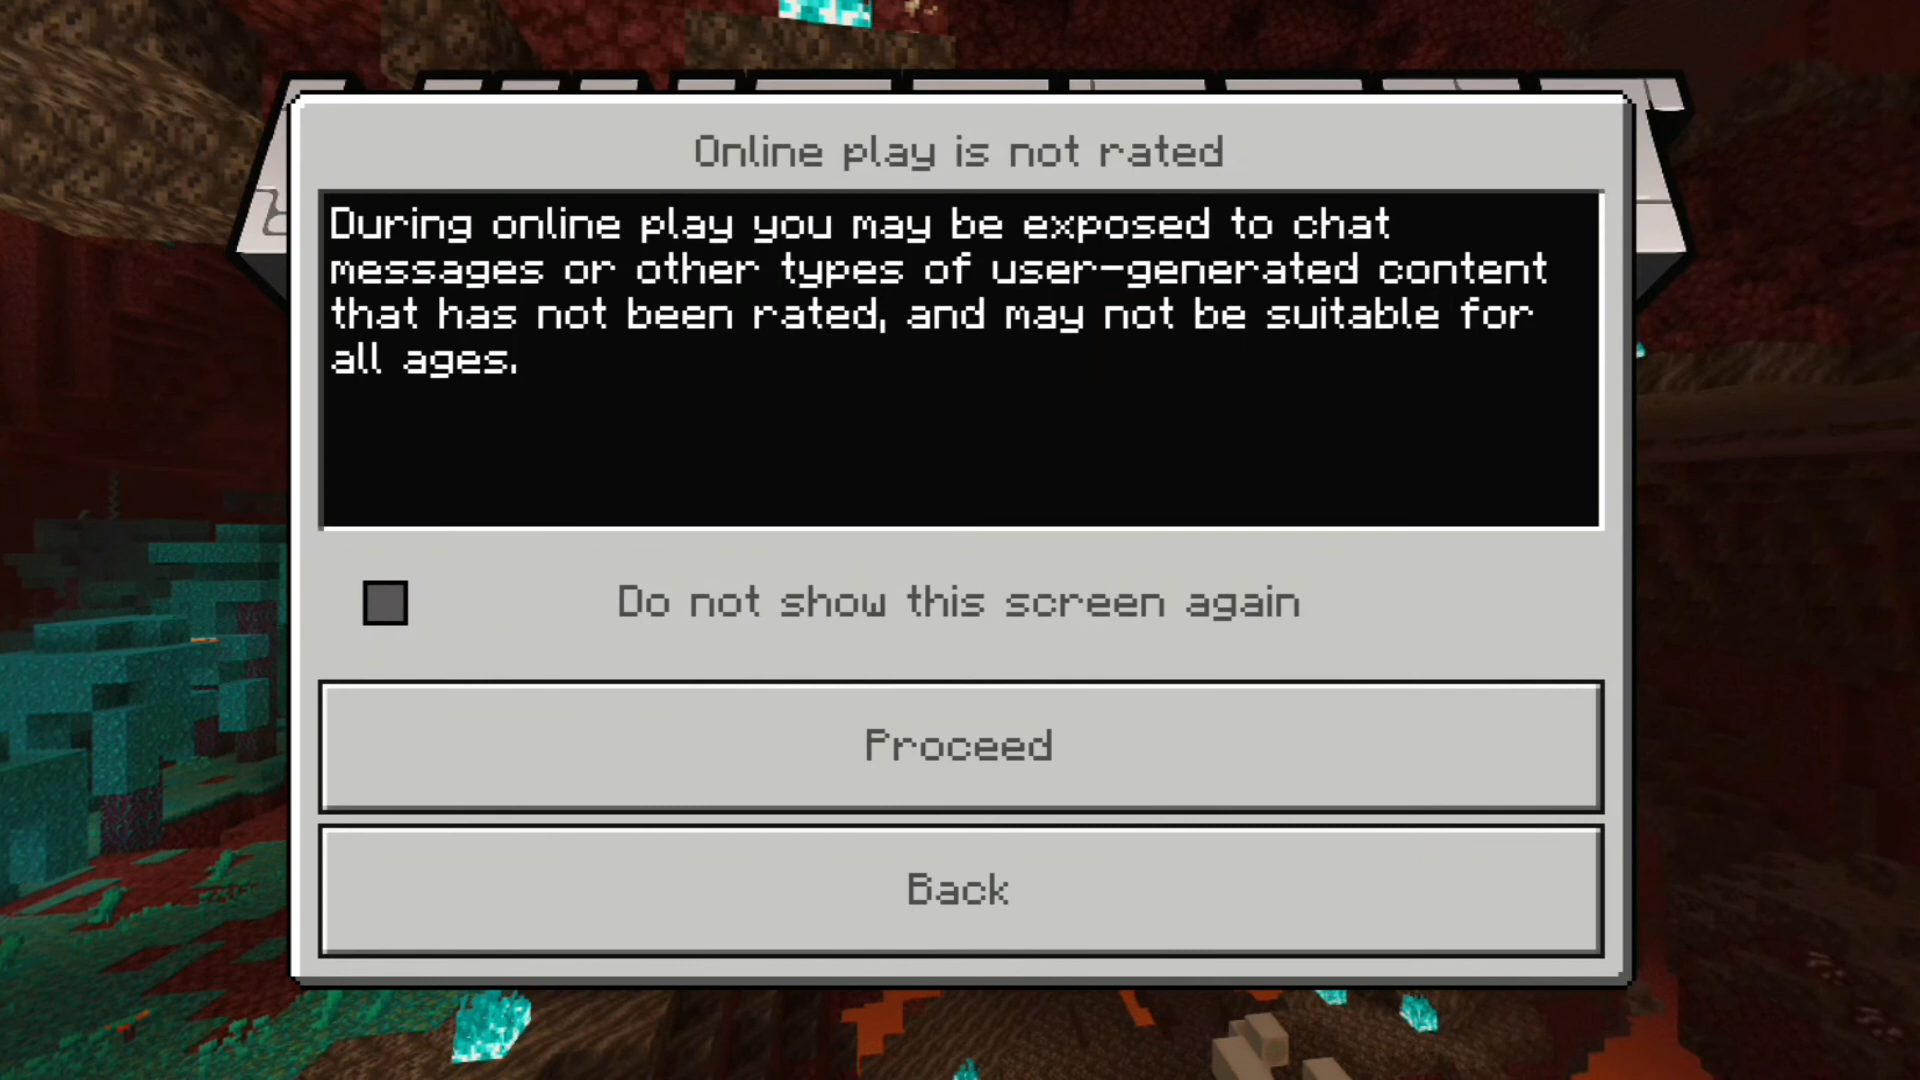 Online play is not rated
During online play you may be exposed to chat
messages or other types of user-generated content
that has not been rated, and may not be suitable for
all ages.
Do not show this screen again
Proceed
Back